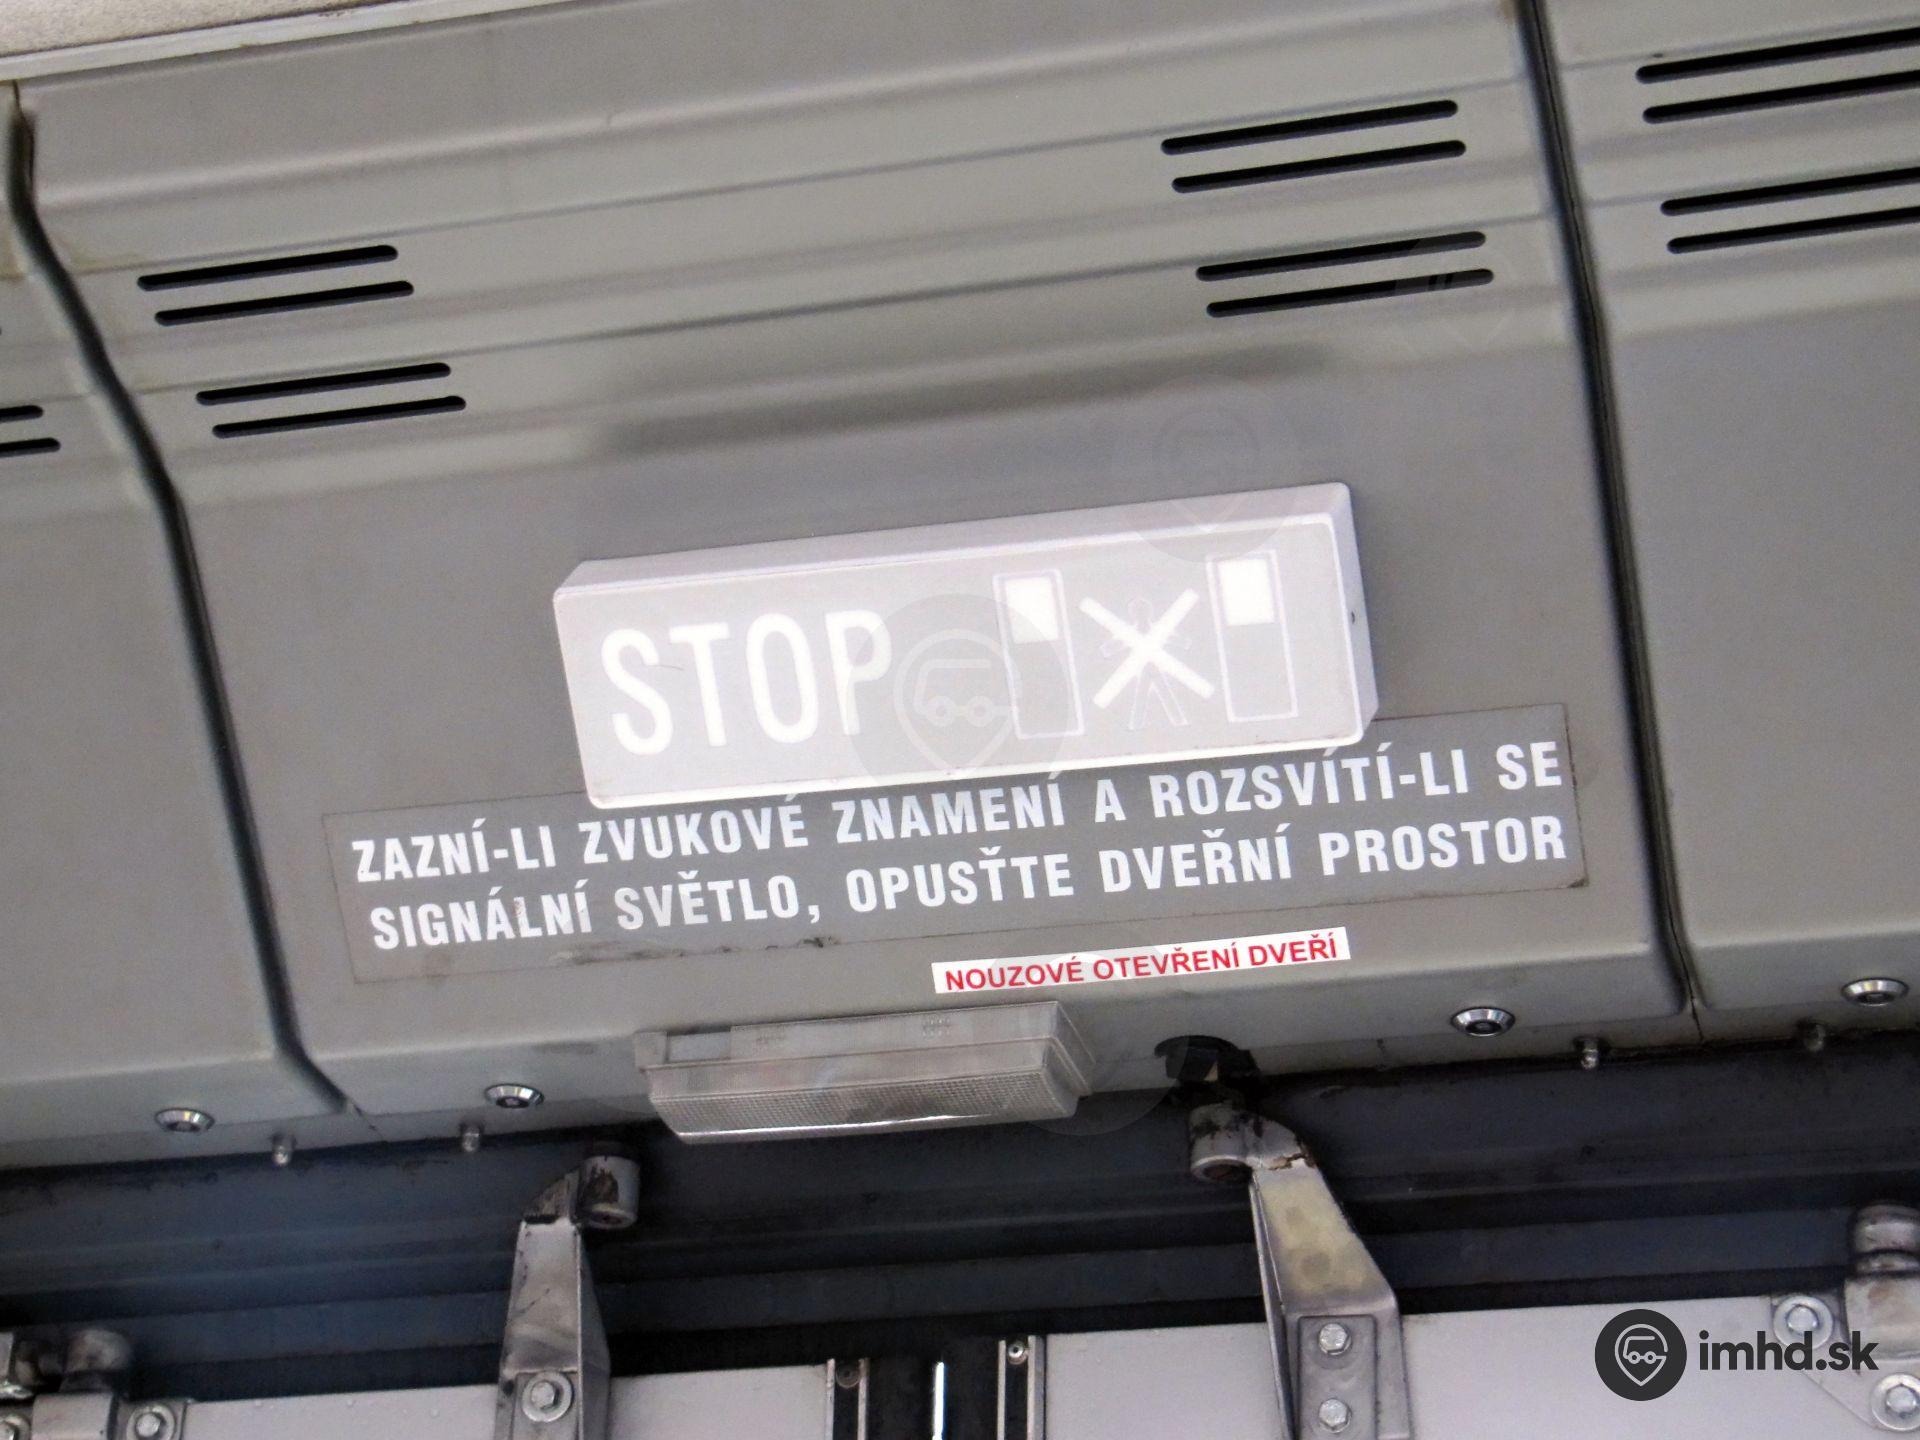 STOP
ZAZNÍ-LI ZVUKOVÉ ZNAMENÍ A ROZSVÍTÍ-LI SE
SIGNÁLNÍ SVĚTLO, OPUSŤTE DVEŘNÍ PROSTOR
NOUZOVÉ OTEVŘENÍ DVEŘÍ
imhd.sk